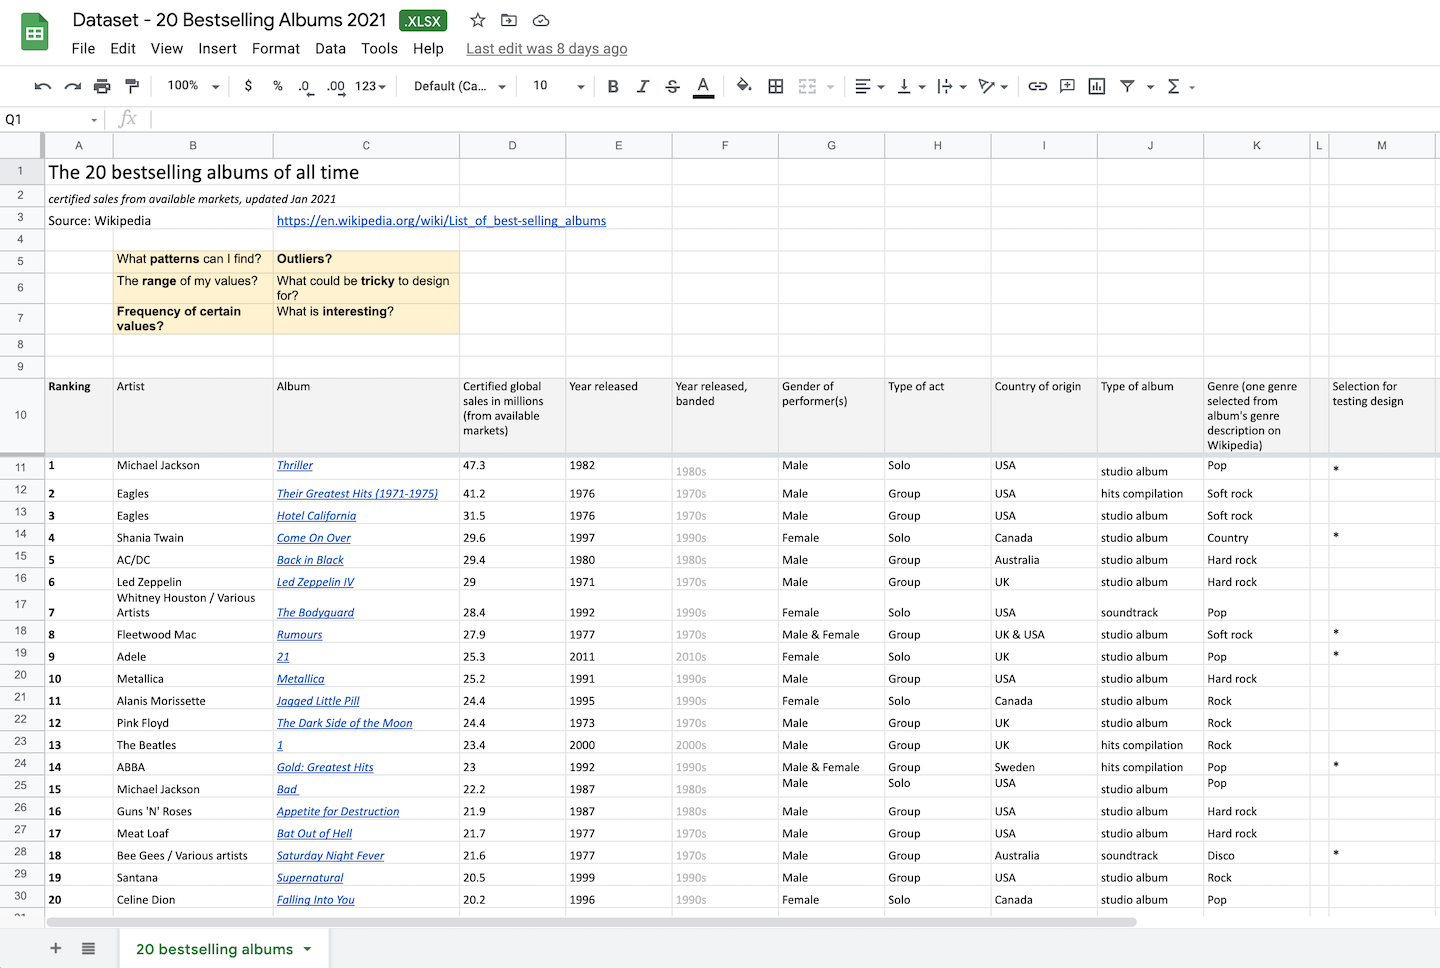 Dataset - 20 Bestselling Albums 2021 .XLSX
File Edit View Insert Format Data Tools Help Last edit was 8 days ago
100% $ % .0 .00 123 Default (Ca... 10 B I S A Σ
Q1 fx
A B C D E F G H I J K L M
1 The 20 bestselling albums of all time
2 certified sales from available markets, updated Jan 2021
3 Source: Wikipedia https://en.wikipedia.org/wiki/List_of_best-selling_albums
4
5 What patterns can I find? Outliers?
6 The range of my values? What could be tricky to design
for?
7 Frequency of certain What is interesting?
values?
8
9
10 Ranking Artist Album Certified global Year released Year released, Gender of Type of act Country of origin Type of album Genre (one genre Selection for
sales in millions banded performer(s) selected from testing design
(from available album's genre
markets) description on
Wikipedia)
11 1 Michael Jackson Thriller 47.3 1982 1980s Male Solo USA studio album Pop *
12 2 Eagles Their Greatest Hits (1971-1975) 41.2 1976 1970s Male Group USA hits compilation Soft rock
13 3 Eagles Hotel California 31.5 1976 1970s Male Group USA studio album Soft rock
14 4 Shania Twain Come On Over 29.6 1997 1990s Female Solo Canada studio album Country *
15 5 AC/DC Back in Black 29.4 1980 1980s Male Group Australia studio album Hard rock
16 6 Led Zeppelin Led Zeppelin IV 29 1971 1970s Male Group UK studio album Hard rock
Whitney Houston / Various
17 7 Artists The Bodyguard 28.4 1992 1990s Female Solo USA soundtrack Pop
18 8 Fleetwood Mac Rumours 27.9 1977 1970s Male & Female Group UK & USA studio album Soft rock *
19 9 Adele 21 25.3 2011 2010s Female Solo UK studio album Pop *
20 10 Metallica Metallica 25.2 1991 1990s Male Group USA studio album Hard rock
21 11 Alanis Morissette Jagged Little Pill 24.4 1995 1990s Female Solo Canada studio album Rock
22 12 Pink Floyd The Dark Side of the Moon 24.4 1973 1970s Male Group UK studio album Rock
23 13 The Beatles 1 23.4 2000 2000s Male Group UK hits compilation Rock
24 14 ABBA Gold: Greatest Hits 23 1992 1990s Male & Female Group Sweden hits compilation Pop *
25 15 Michael Jackson Bad 22.2 1987 1980s Male Solo USA studio album Pop
26 16 Guns 'N' Roses Appetite for Destruction 21.9 1987 1980s Male Group USA studio album Hard rock
27 17 Meat Loaf Bat Out of Hell 21.7 1977 1970s Male Group USA studio album Hard rock
28 18 Bee Gees / Various artists Saturday Night Fever 21.6 1977 1970s Male Group Australia soundtrack Disco *
29 19 Santana Supernatural 20.5 1999 1990s Male Group USA studio album Rock
30 20 Celine Dion Falling Into You 20.2 1996 1990s Female Solo Canada studio album Pop
20 bestselling albums